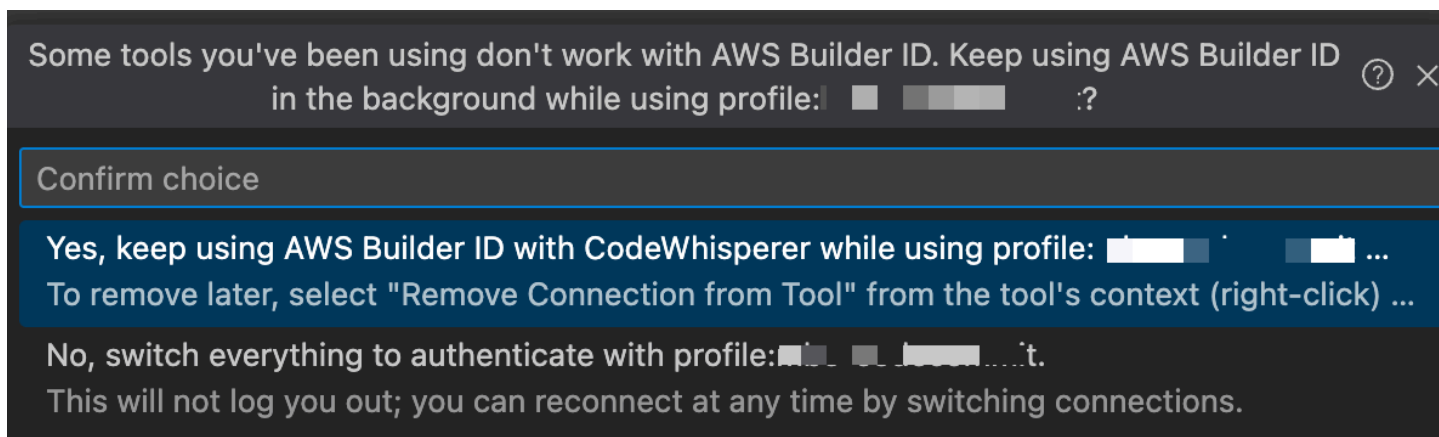 Some tools you've been using don't work with AWS Builder ID. Keep using AWS Builder ID
in the background while using profile: :?
Confirm choice
Yes, keep using AWS Builder ID with CodeWhisperer while using profile: ...
To remove later, select "Remove Connection from Tool" from the tool's context (right-click) ...
No, switch everything to authenticate with profile: t.
This will not log you out; you can reconnect at any time by switching connections.